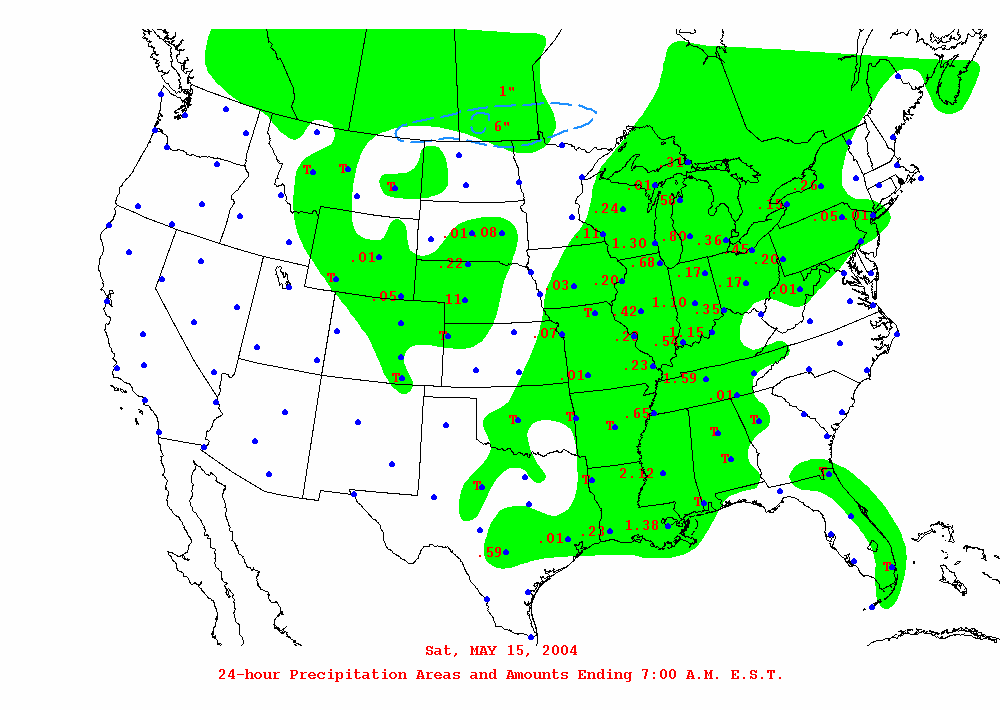 1"
6"
T T
T
.31
.01 .50 .26
.24 .15
.05 .01
.01 .08 .11 1.30 .80 .36 .45
.01 .22 .68 .20
T .03 .20 .17 .17 .01
.05 .11 T 42 1.10 .35
T .07 .54 1.15
T .01 .23 1.59
.01
T T T .65 T T
2.12 T
T T T
T
.59 .01 .23 1.38
T
Sat, MAY 15, 2004
24-hour Precipitation Areas and Amounts Ending 7:00 A.M. E.S.T.